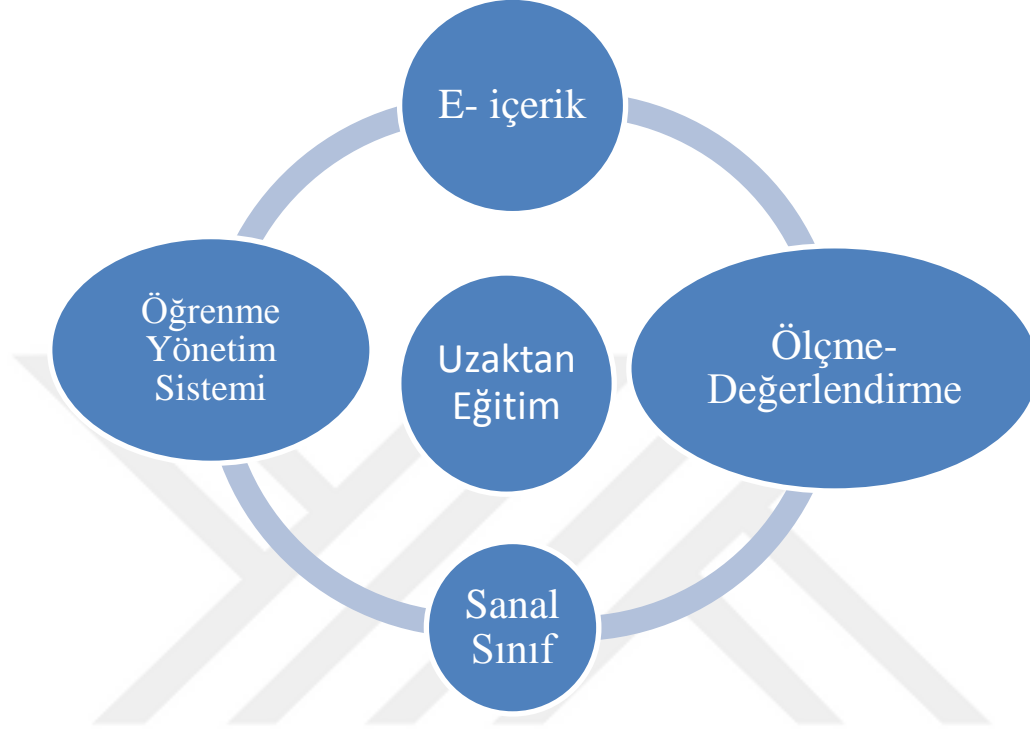 E- içerik
Öğrenme
Yönetim
Sistemi
Uzaktan
Eğitim
Ölçme-
Değerlendirme
Sanal
Sınıf